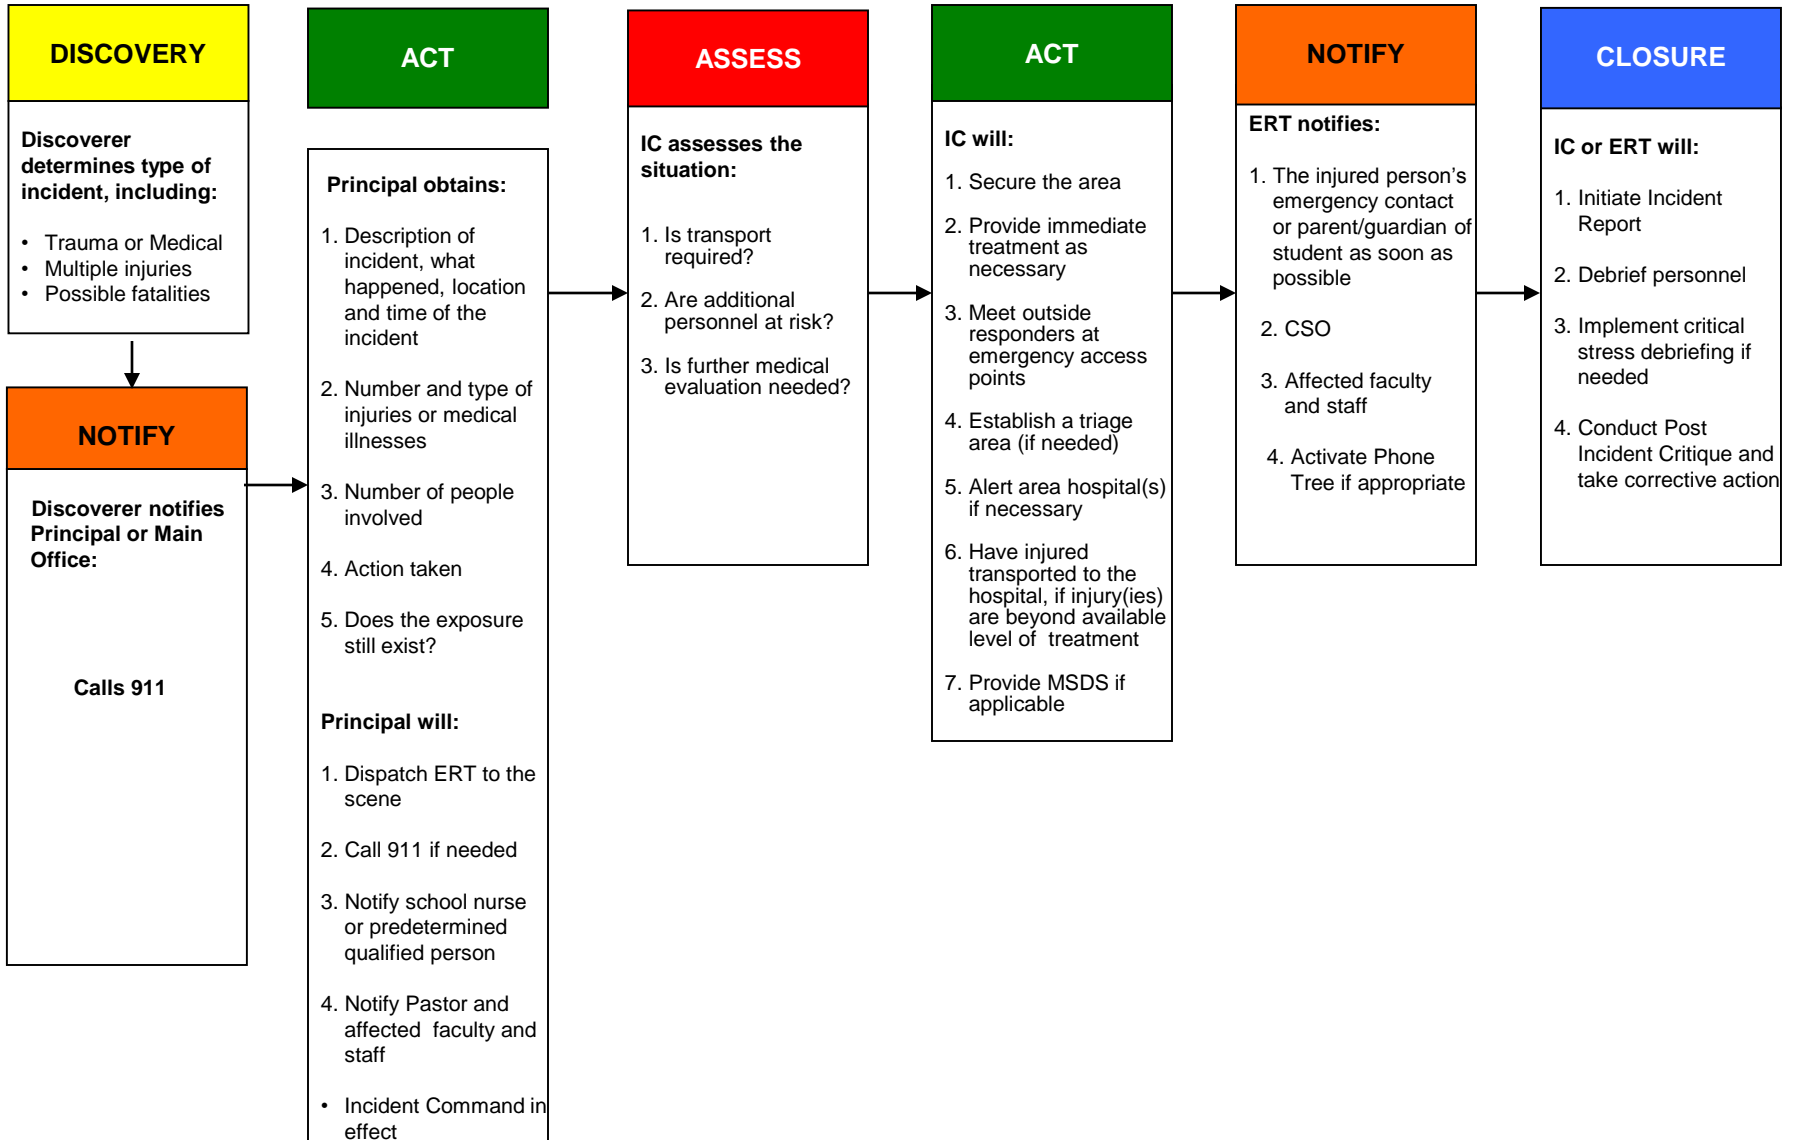 DISCOVERY
Discoverer
determines type of
incident, including:
• Trauma or Medical
• Multiple injuries
• Possible fatalities
NOTIFY
Discoverer notifies
Principal or Main
Office:
Calls 911
ACT
Principal obtains:
1. Description of
incident, what
happened, location
and time of the
incident
2. Number and type of
injuries or medical
illnesses
3. Number of people
involved
4. Action taken
5. Does the exposure
still exist?
Principal will:
1. Dispatch ERT to the
scene
2. Call 911 if needed
3. Notify school nurse
or predetermined
qualified person
4. Notify Pastor and
affected faculty and
staff
• Incident Command in
effect
ASSESS
IC assesses the
situation:
1. Is transport
required?
2. Are additional
personnel at risk?
3. Is further medical
evaluation needed?
ACT
IC will:
1. Secure the area
2. Provide immediate
treatment as
necessary
3. Meet outside
responders at
emergency access
points
4. Establish a triage
area (if needed)
5. Alert area hospital(s)
if necessary
6. Have injured
transported to the
hospital, if injury(ies)
are beyond available
level of treatment
7. Provide MSDS if
applicable
NOTIFY
ERT notifies:
1. The injured person’s
emergency contact
or parent/guardian of
student as soon as
possible
2. CSO
3. Affected faculty
and staff
4. Activate Phone
Tree if appropriate
CLOSURE
IC or ERT will:
1. Initiate Incident
Report
2. Debrief personnel
3. Implement critical
stress debriefing if
needed
4. Conduct Post
Incident Critique and
take corrective action